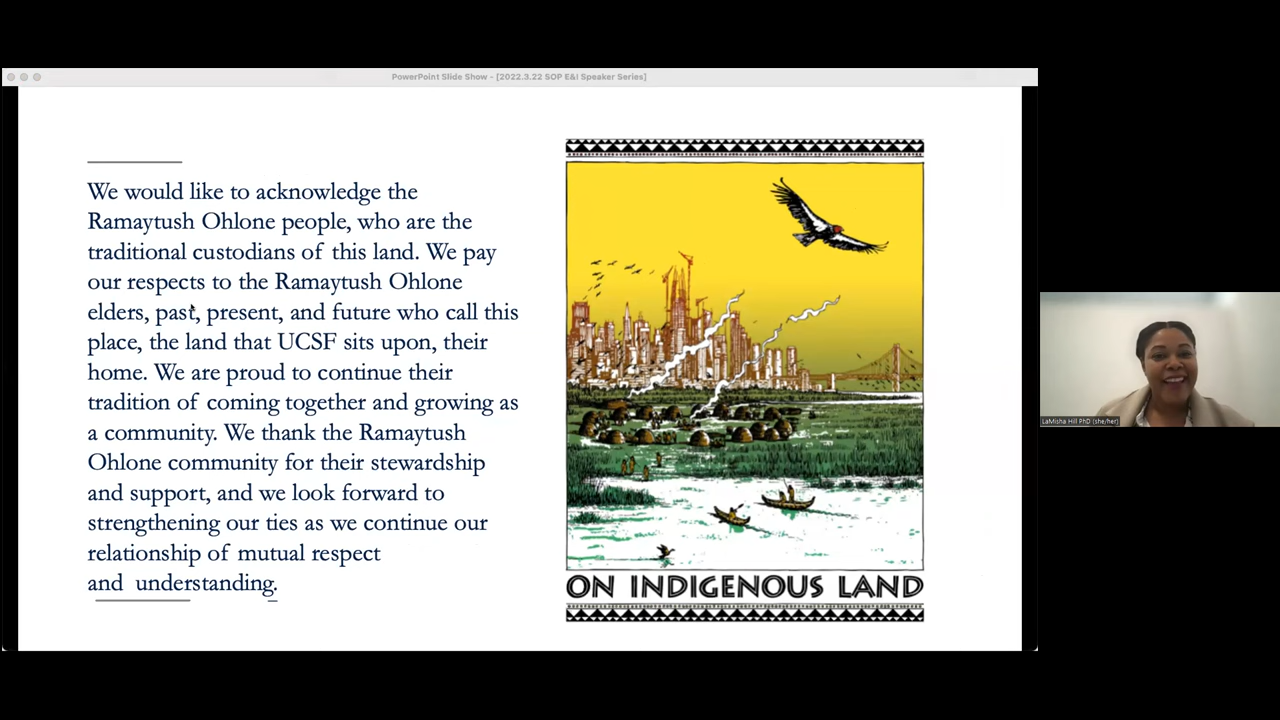 PowerPoint Slide Show - [2022.3.22 SOP E&I Speaker Series]
We would like to acknowledge the
Ramaytush Ohlone people, who are the
traditional custodians of this land. We pay
our respects to the Ramaytush Ohlone
elders, past, present, and future who call this
place, the land that UCSF sits upon, their
home. We are proud to continue their
tradition of coming together and growing as
a community. We thank the Ramaytush
Ohlone community for their stewardship
and support, and we look forward to
strengthening our ties as we continue our
relationship of mutual respect
and understanding.
ON INDIGENOUS LAND
LaMisha Hill PhD (she/her)